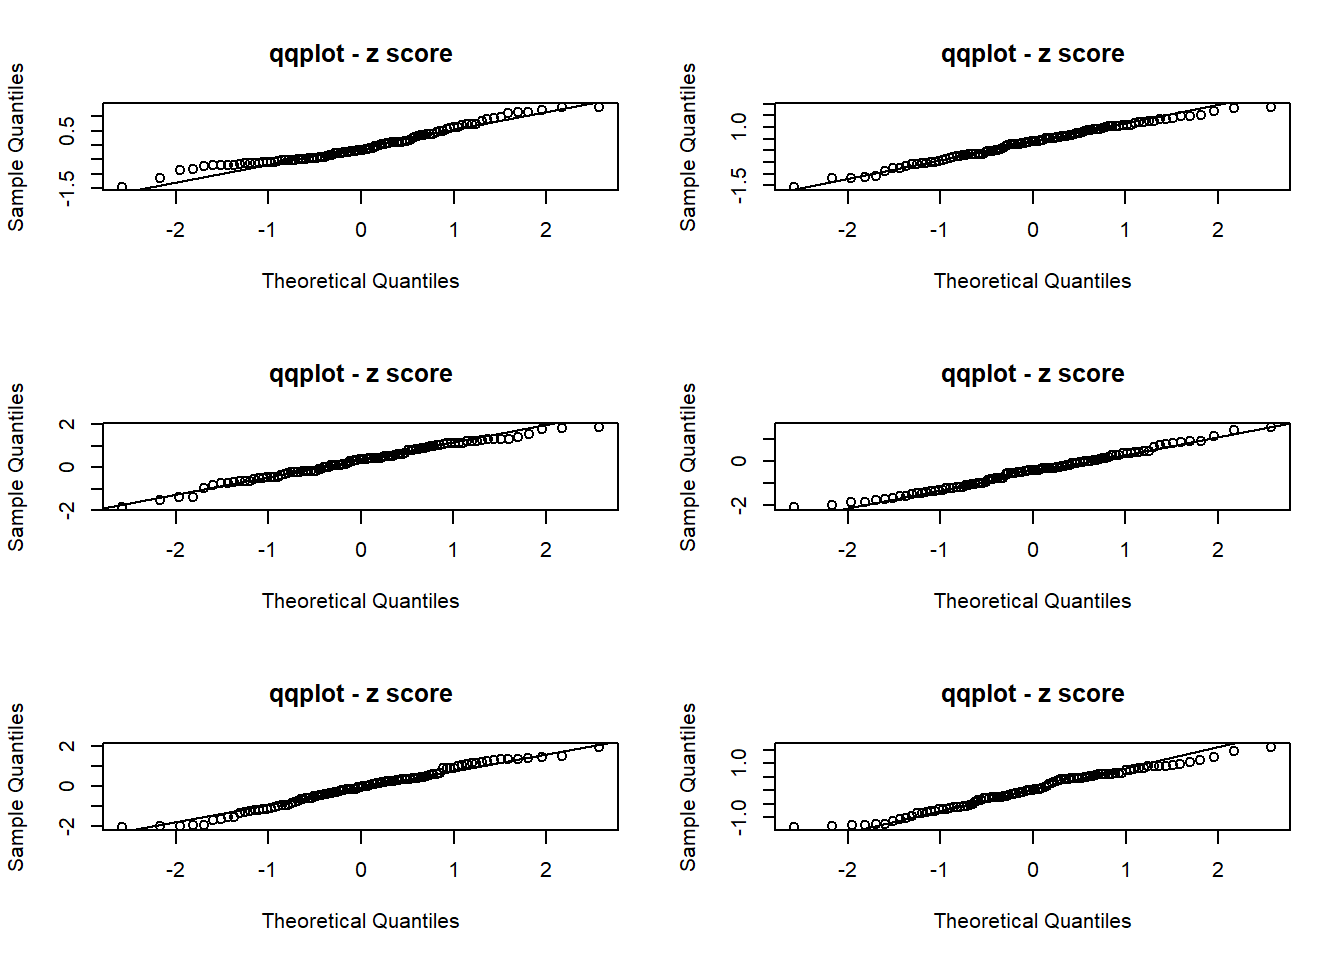 qqplot - z score
Sample Quantiles
0.5
-1.5
-2 -1 0 1 2
Theoretical Quantiles
qqplot - z score
Sample Quantiles
1.0
-1.5
-2 -1 0 1 2
Theoretical Quantiles
qqplot - z score
Sample Quantiles
2
0
-2
-2 -1 0 1 2
Theoretical Quantiles
qqplot - z score
Sample Quantiles
0
-2
-2 -1 0 1 2
Theoretical Quantiles
qqplot - z score
Sample Quantiles
2
0
-2
-2 -1 0 1 2
Theoretical Quantiles
qqplot - z score
Sample Quantiles
1.0
-1.0
-2 -1 0 1 2
Theoretical Quantiles